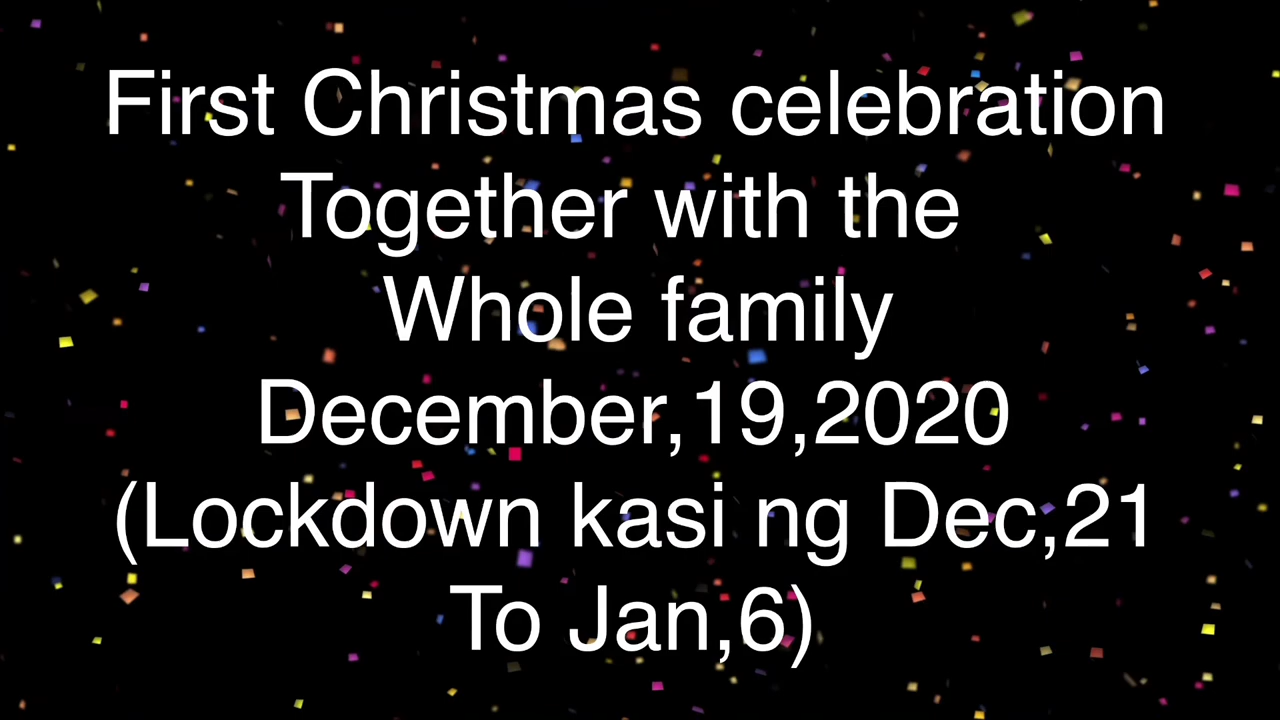 First Christmas celebration
Together with the
Whole family
December,19,2020
(Lockdown kasi ng Dec,21
To Jan,6)